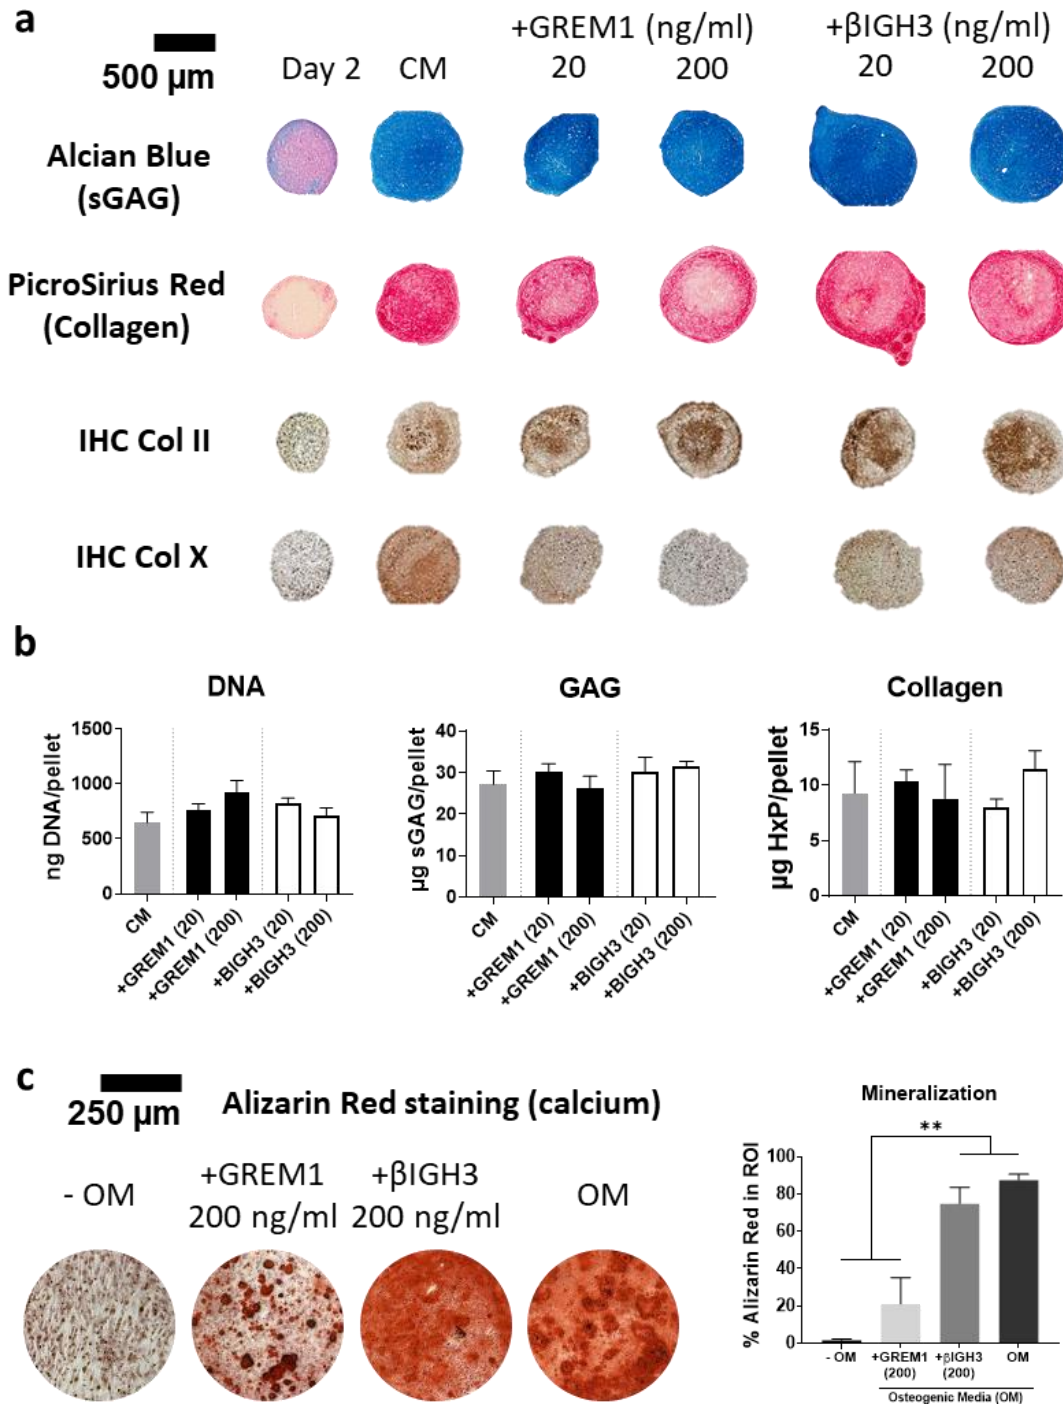 a
500 µm
+GREM1 (ng/ml)
+βIGH3 (ng/ml)
Day 2
CM
20
200
20
200
Alcian Blue
(sGAG)
PicroSirius Red
(Collagen)
IHC Col II
IHC Col X
b
DNA
ng DNA/pellet
1500
1000
500
0
CM
+GREM1 (20)
+GREM1 (200)
+BIGH3 (20)
+BIGH3 (200)
GAG
µg sGAG/pellet
40
30
20
10
0
CM
+GREM1 (20)
+GREM1 (200)
+BIGH3 (20)
+BIGH3 (200)
Collagen
µg HxP/pellet
15
10
5
0
CM
+GREM1 (20)
+GREM1 (200)
+BIGH3 (20)
+BIGH3 (200)
c
250 µm
Alizarin Red staining (calcium)
- OM
+GREM1
200 ng/ml
+βIGH3
200 ng/ml
OM
Mineralization
**
% Alizarin Red in ROI
100
80
60
40
20
0
- OM
+GREM1
(200)
+βIGH3
(200)
OM
Osteogenic Media (OM)